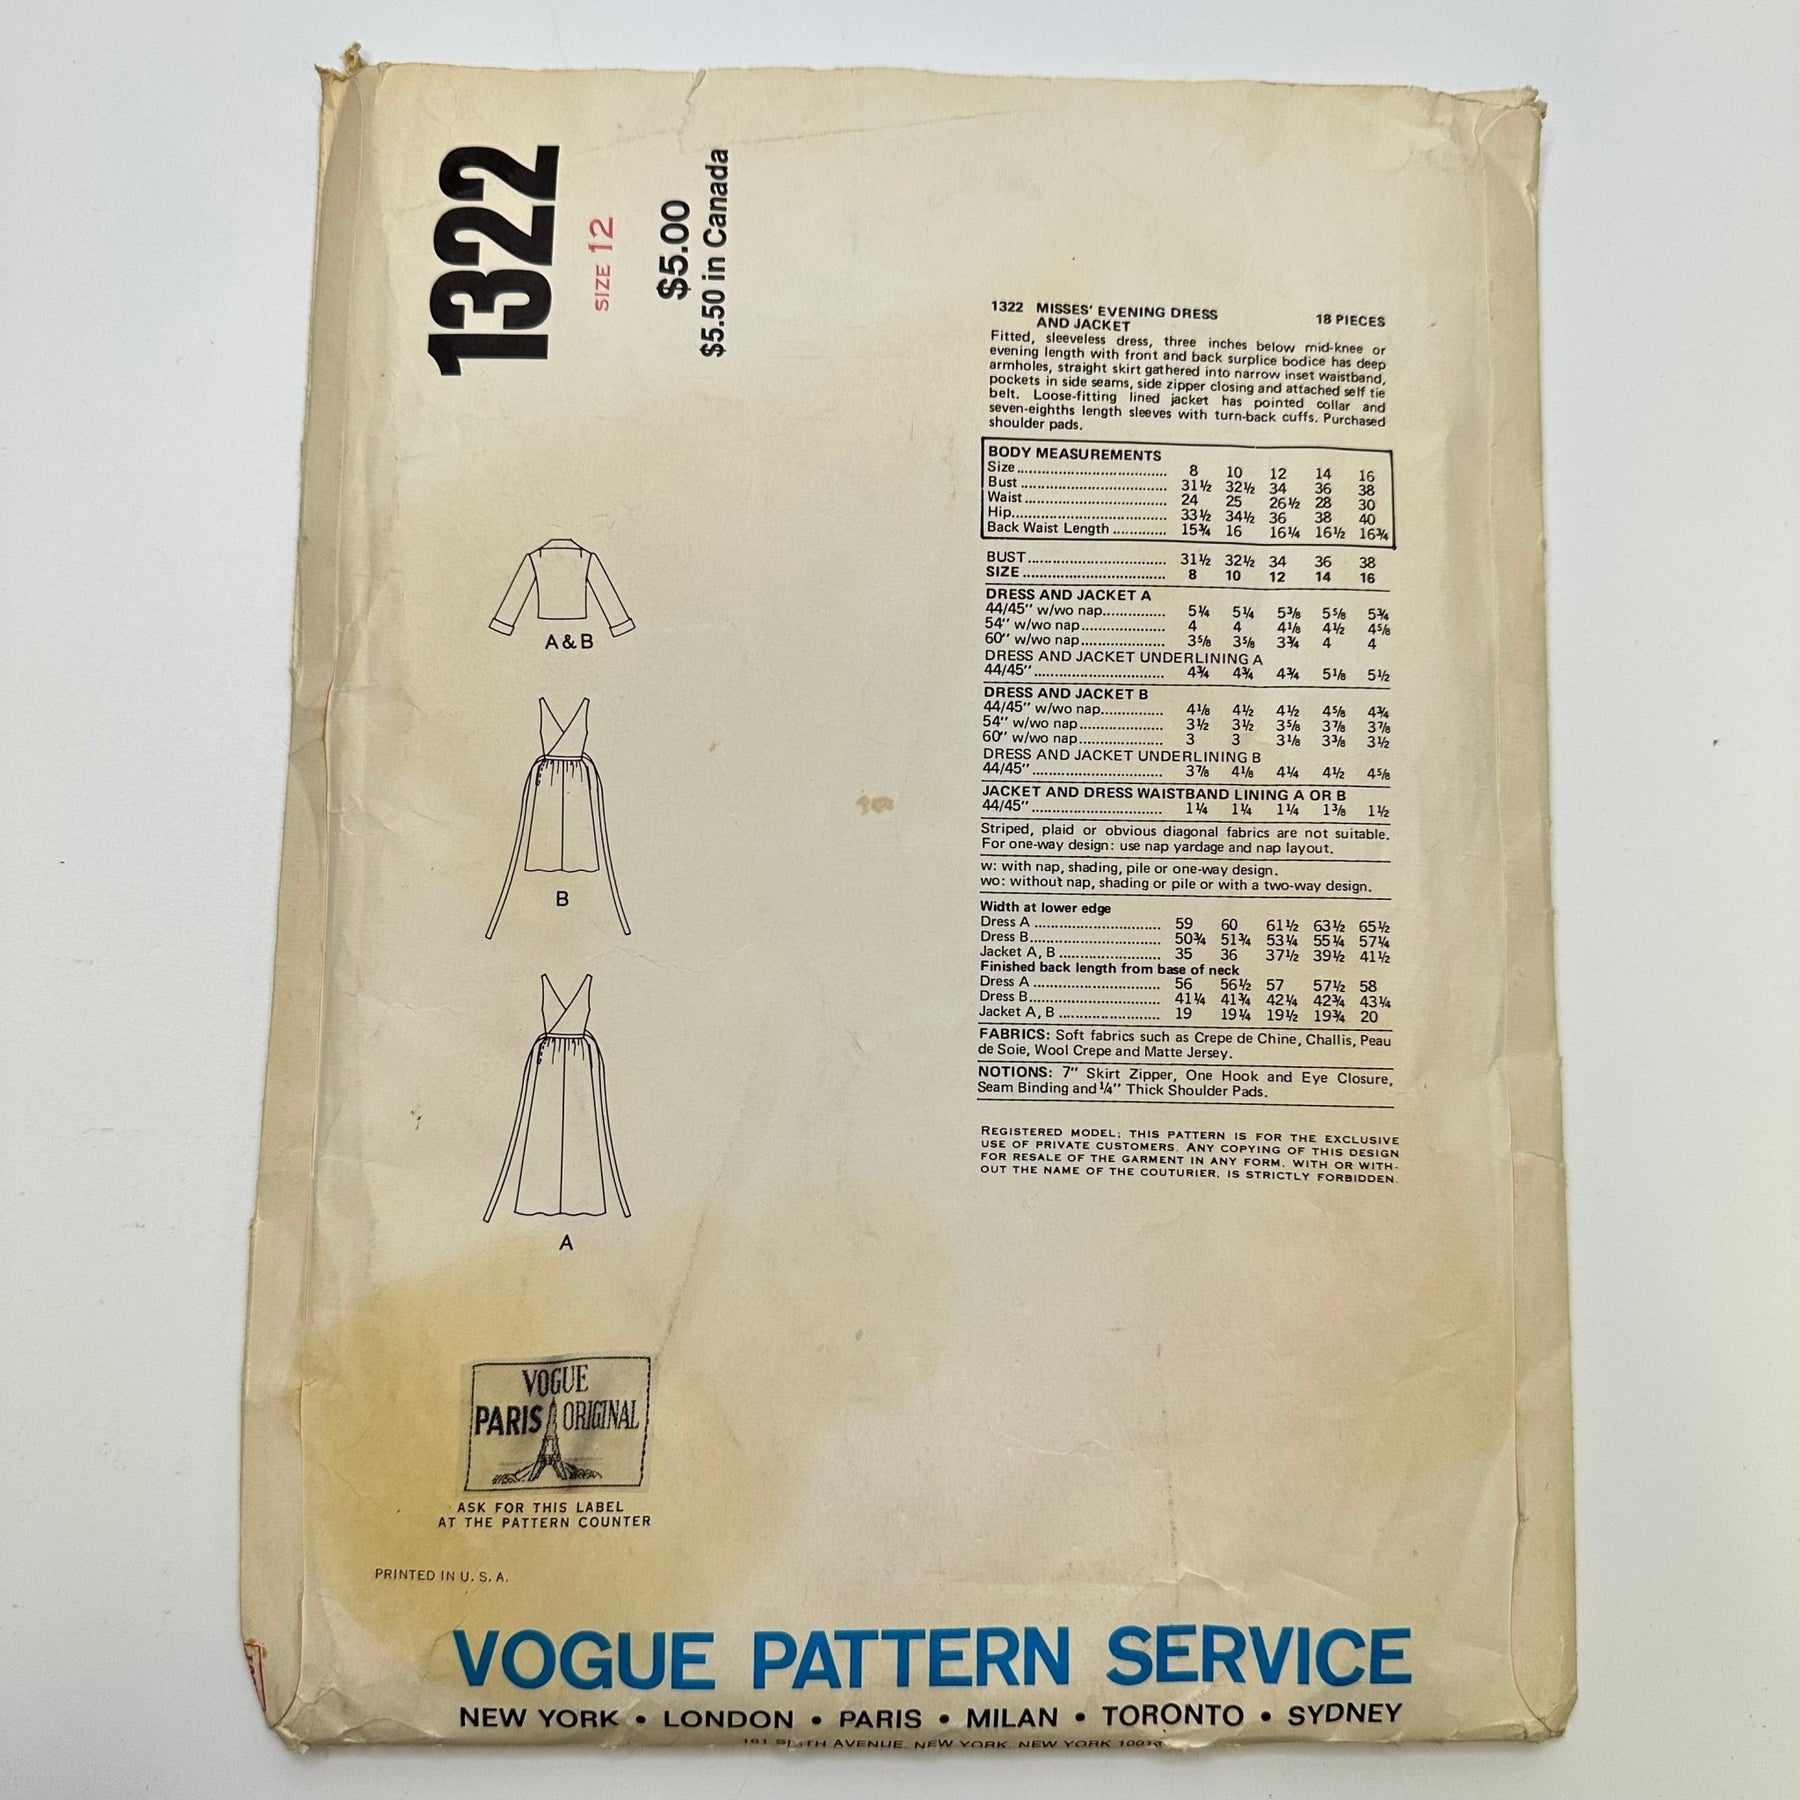 1322
SIZE 12
$5.00
$5.50 in Canada
1322 MISSES' EVENING DRESS 18 PIECES
AND JACKET
Fitted, sleeveless dress, three inches below mid-knee or
evening length with front and back surplice bodice has deep
armholes, straight skirt gathered into narrow inset waistband,
pockets in side seams, side zipper closing and attached self tie
belt. Loose-fitting lined jacket has pointed collar and
seven-eighths length sleeves with turn-back cuffs. Purchased
shoulder pads.
BODY MEASUREMENTS
Size 8 10 12 14 16
Bust 31½ 32½ 34 36 38
Waist 24 25 26½ 28 30
Hip 33½ 34½ 36 38 40
Back Waist Length 15¾ 16 16¼ 16½ 16¾
BUST 31½ 32½ 34 36 38
SIZE 8 10 12 14 16
DRESS AND JACKET A
44/45" w/wo nap 5¼ 5¼ 5⅜ 5⅝ 5¾
54" w/wo nap 4 4 4⅛ 4½ 4⅝
60" w/wo nap 3⅝ 3⅝ 3¾ 4 4
DRESS AND JACKET UNDERLINING A
44/45" 4¾ 4¾ 4¾ 5⅛ 5½
DRESS AND JACKET B
44/45" w/wo nap 4⅛ 4½ 4½ 4⅝ 4¾
54" w/wo nap 3½ 3½ 3⅝ 3⅞ 3⅞
60" w/wo nap 3 3 3⅛ 3⅜ 3½
DRESS AND JACKET UNDERLINING B
44/45" 3⅞ 4⅛ 4¼ 4½ 4⅝
JACKET AND DRESS WAISTBAND LINING A OR B
44/45" 1¼ 1¼ 1¼ 1⅜ 1½
Striped, plaid or obvious diagonal fabrics are not suitable.
For one-way design: use nap yardage and nap layout.
w: with nap, shading, pile or one-way design.
wo: without nap, shading or pile or with a two-way design.
Width at lower edge
Dress A 59 60 61½ 63½ 65½
Dress B 50¾ 51¾ 53¼ 55¼ 57¼
Jacket A, B 35 36 37½ 39½ 41½
Finished back length from base of neck
Dress A 56 56½ 57 57½ 58
Dress B 41¼ 41¾ 42¼ 42¾ 43¼
Jacket A, B 19 19¼ 19½ 19¾ 20
FABRICS: Soft fabrics such as Crepe de Chine, Challis, Peau
de Soie, Wool Crepe and Matte Jersey.
NOTIONS: 7" Skirt Zipper, One Hook and Eye Closure,
Seam Binding and ¼" Thick Shoulder Pads.
REGISTERED MODEL; THIS PATTERN IS FOR THE EXCLUSIVE
USE OF PRIVATE CUSTOMERS. ANY COPYING OF THIS DESIGN
FOR RESALE OF THE GARMENT IN ANY FORM, WITH OR WITH-
OUT THE NAME OF THE COUTURIER, IS STRICTLY FORBIDDEN.
A & B
B
A
VOGUE
PARIS ORIGINAL
ASK FOR THIS LABEL
AT THE PATTERN COUNTER
PRINTED IN U. S. A.
VOGUE PATTERN SERVICE
NEW YORK • LONDON • PARIS • MILAN • TORONTO • SYDNEY
AVENUE, NEW YORK, NEW YORK